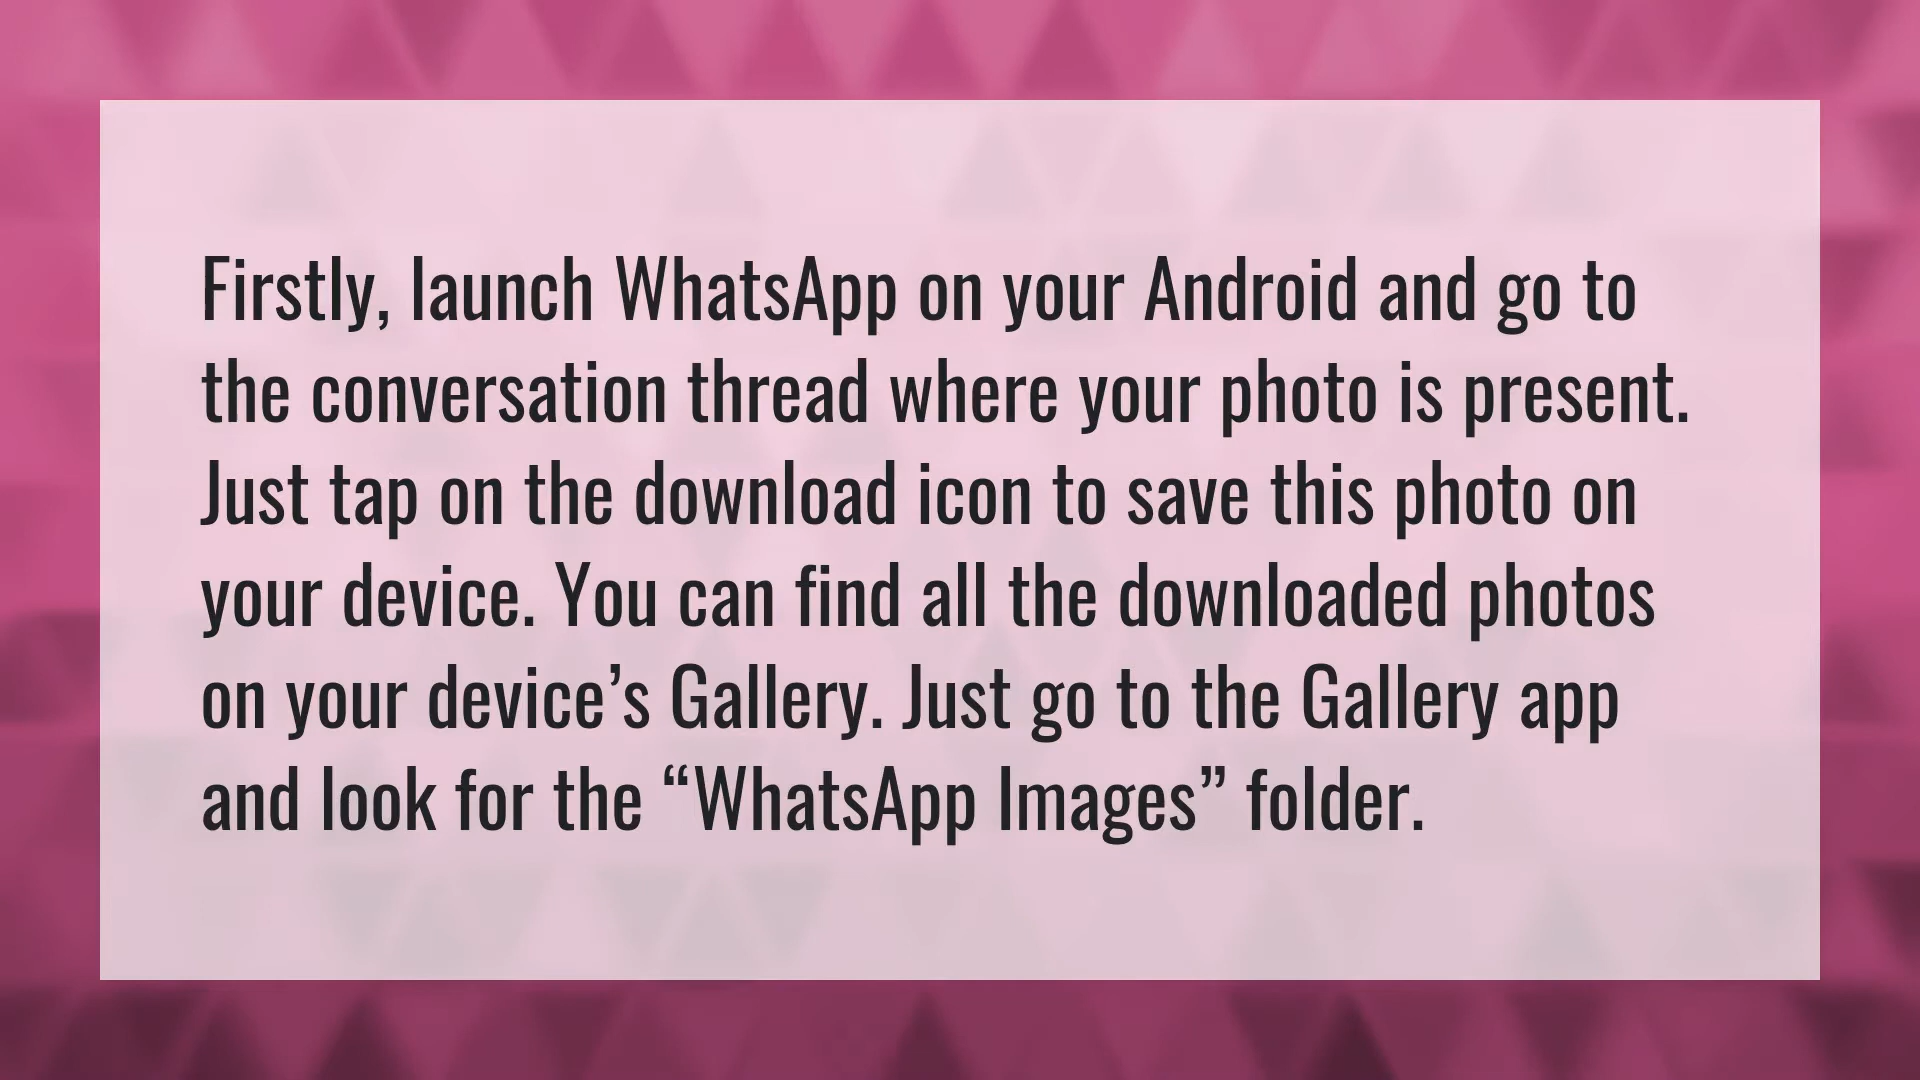 Firstly, launch WhatsApp on your Android and go to
the conversation thread where your photo is present.
Just tap on the download icon to save this photo on
your device. You can find all the downloaded photos
on your device’s Gallery. Just go to the Gallery app
and look for the “WhatsApp Images” folder.